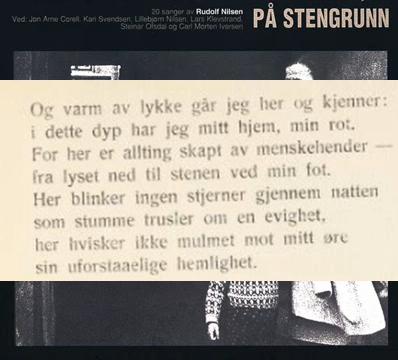 20 sanger av Rudolf Nilsen
Ved: Jon Arne Corell, Kari Svendsen, Lillebjørn Nilsen, Lars Klevstrand,
Steinar Ofsdal og Carl Morten Iversen
PÅ STENGRUNN
Og varm av lykke går jeg her og kjenner:
i dette dyp har jeg mitt hjem, min rot.
For her er allting skapt av menskehender —
fra lyset ned til stenen ved min fot.
Her blinker ingen stjerner gjennem natten
som stumme trusler om en evighet,
her hvisker ikke mulmet mot mitt øre
sin uforstaaelige hemlighet.